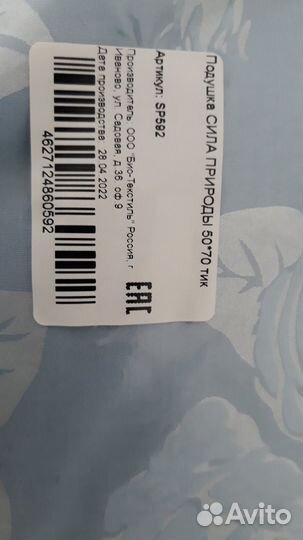 Подушка СИЛА ПРИРОДЫ 50*70 тик
Артикул: SP592
Производитель: ООО "Био-Текстиль" Россия, г.
Иваново, ул. Садовая, д.36. оф.9
Дата производства: 28.04.2022
EAC
4627124860592
Avito